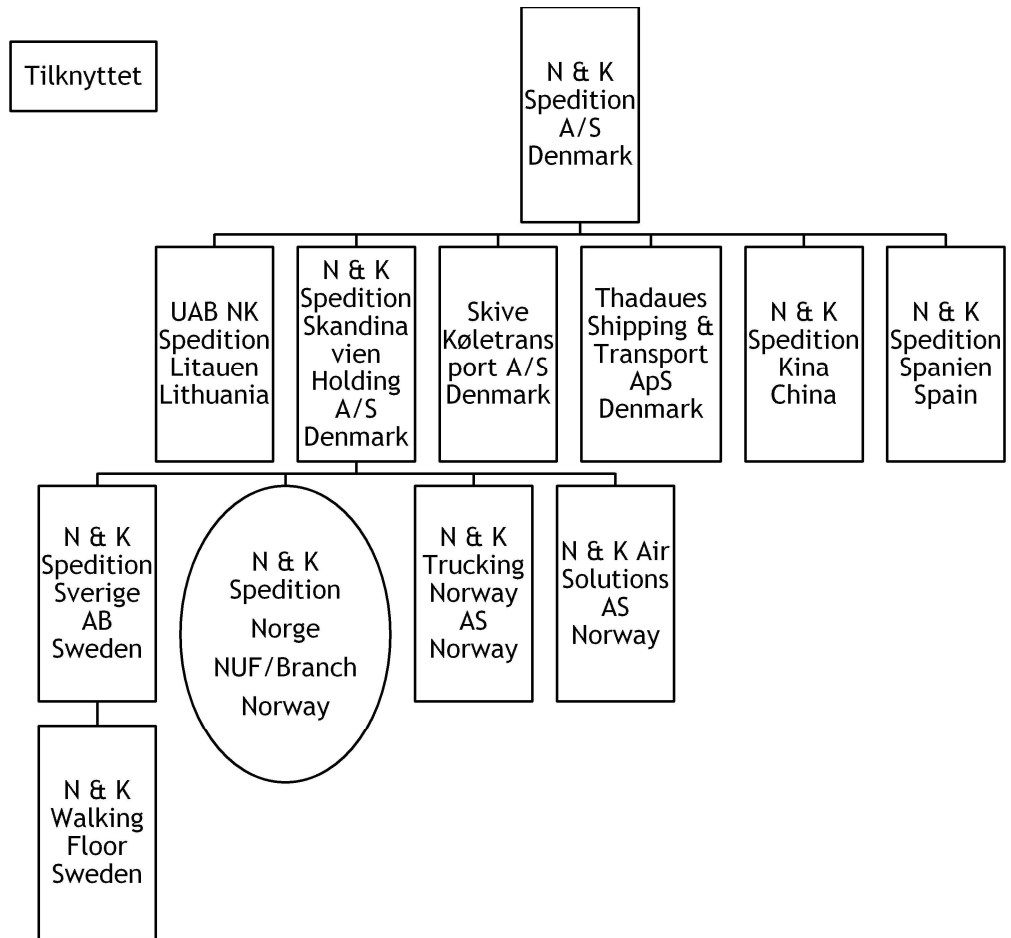 Tilknyttet
N & K
Spedition
A/S
Denmark
UAB NK
Spedition
Litauen
Lithuania
N & K
Spedition
Skandina
vien
Holding
A/S
Denmark
Skive
Køletrans
port A/S
Denmark
Thadaues
Shipping &
Transport
ApS
Denmark
N & K
Spedition
Kina
China
N & K
Spedition
Spanien
Spain
N & K
Spedition
Sverige
AB
Sweden
N & K
Spedition
Norge
NUF/Branch
Norway
N & K
Trucking
Norway
AS
Norway
N & K Air
Solutions
AS
Norway
N & K
Walking
Floor
Sweden